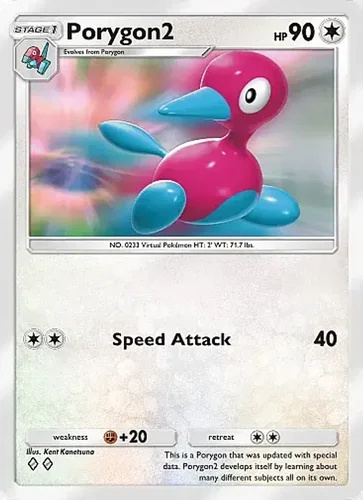 STAGE 1
Porygon2
HP 90
Evolves from Porygon
NO. 0233 Virtual Pokémon HT: 2' WT: 71.7 lbs.
Speed Attack 40
weakness +20 retreat
Illus. Kent Kanetsuna
This is a Porygon that was updated with special
data. Porygon2 develops itself by learning about
many different subjects all on its own.